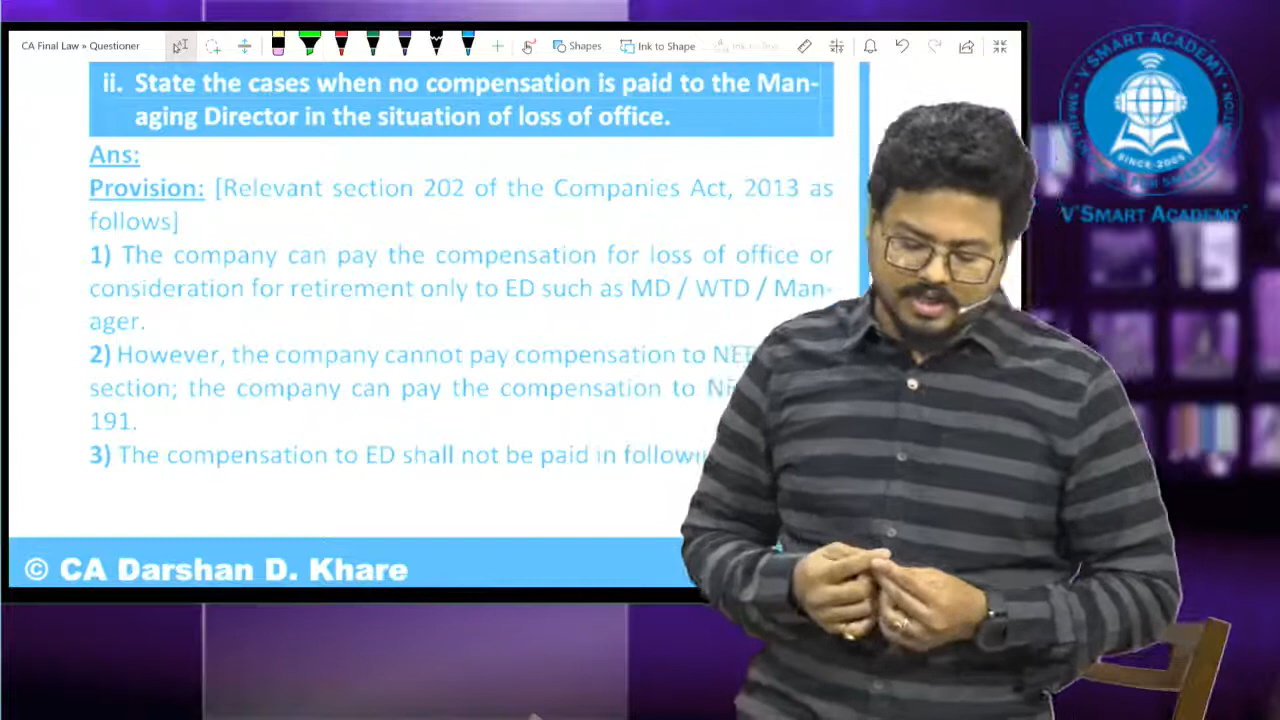 CA Final Law » Questioner
Shapes
Ink to Shape
ii. State the cases when no compensation is paid to the Man-
aging Director in the situation of loss of office.
Ans:
Provision: [Relevant section 202 of the Companies Act, 2013 as
follows]
1) The company can pay the compensation for loss of office or
consideration for retirement only to ED such as MD / WTD / Man-
ager.
2) However, the company cannot pay compensation to
section; the company can pay the compensation to
191.
3) The compensation to ED shall not be paid in
© CA Darshan D. Khare
V'SMART ACADEMY
SINCE-2005
V'SMART ACADEMY